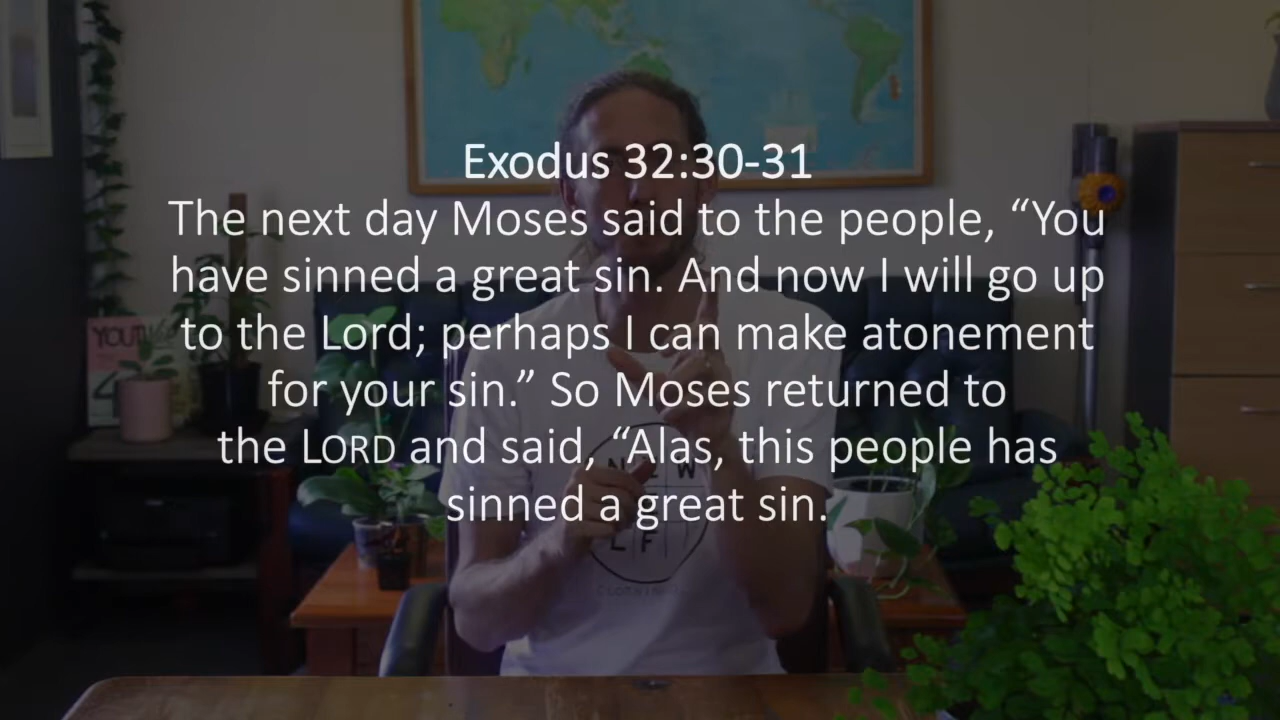 Exodus 32:30-31
The next day Moses said to the people, “You
have sinned a great sin. And now I will go up
to the Lord; perhaps I can make atonement
for your sin.” So Moses returned to
the LORD and said, “Alas, this people has
sinned a great sin.